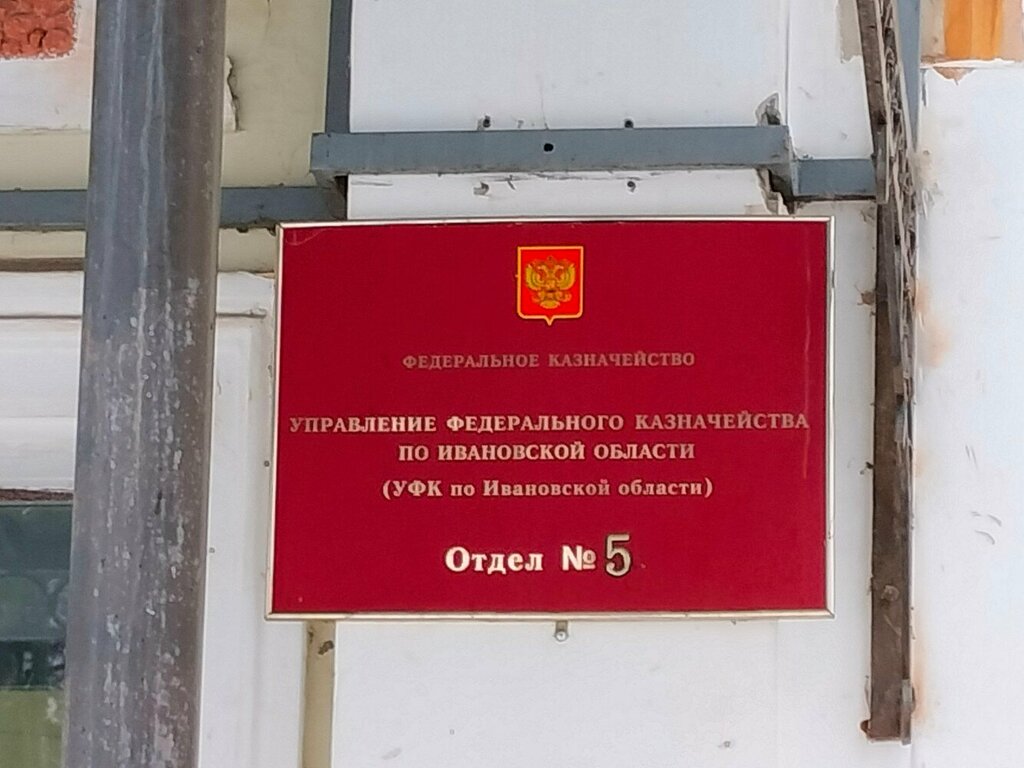 ФЕДЕРАЛЬНОЕ КАЗНАЧЕЙСТВО
УПРАВЛЕНИЕ ФЕДЕРАЛЬНОГО КАЗНАЧЕЙСТВА
ПО ИВАНОВСКОЙ ОБЛАСТИ
(УФК по Ивановской области)
Отдел № 5